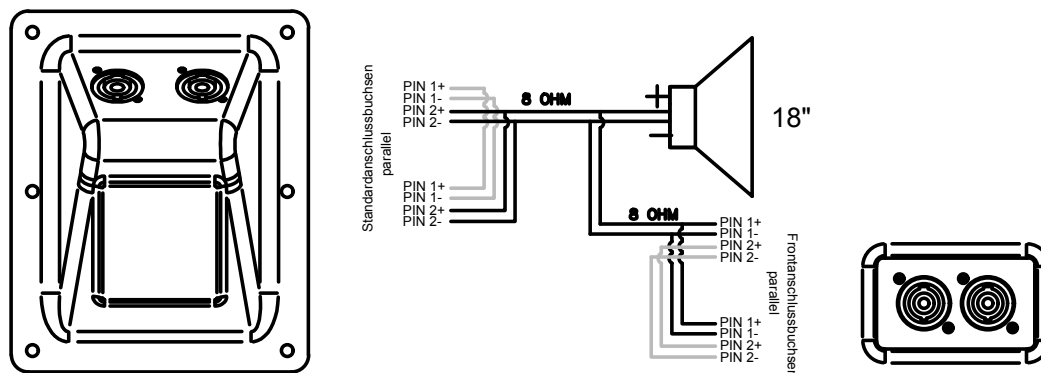 Standardanschlussbuchsen
parallel
PIN 1+
PIN 1-
PIN 2+
PIN 2-
PIN 1+
PIN 1-
PIN 2+
PIN 2-
8 OHM
18"
8 OHM
PIN 1+
PIN 1-
PIN 2+
PIN 2-
PIN 1+
PIN 1-
PIN 2+
PIN 2-
Frontanschlussbuchsen
parallel